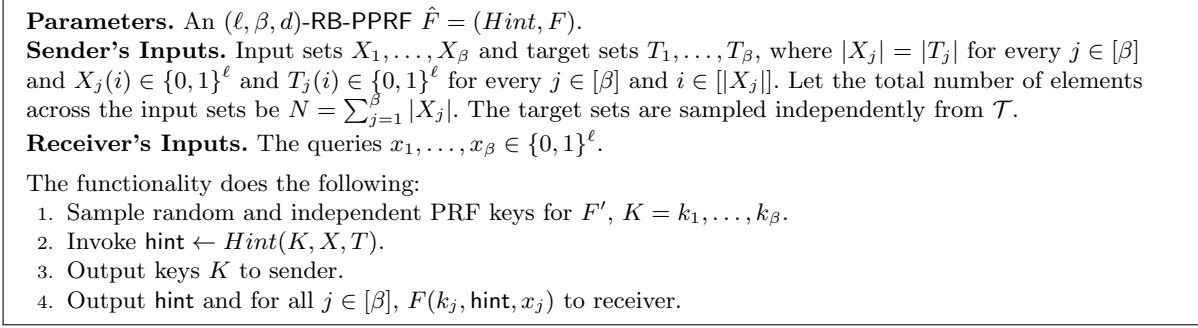 Parameters. An (ℓ, β, d)-RB-PPRF F̂ = (Hint, F).
Sender's Inputs. Input sets X₁, . . . , X_β and target sets T₁, . . . , T_β, where |X_j| = |T_j| for every j ∈ [β]
and X_j(i) ∈ {0, 1}^ℓ and T_j(i) ∈ {0, 1}^ℓ for every j ∈ [β] and i ∈ [|X_j|]. Let the total number of elements
across the input sets be N = ∑_{j=1}^{β} |X_j|. The target sets are sampled independently from 𝒯.
Receiver's Inputs. The queries x₁, . . . , x_β ∈ {0, 1}^ℓ.
The functionality does the following:
1. Sample random and independent PRF keys for F′, K = k₁, . . . , k_β.
2. Invoke hint ← Hint(K, X, T).
3. Output keys K to sender.
4. Output hint and for all j ∈ [β], F(k_j, hint, x_j) to receiver.